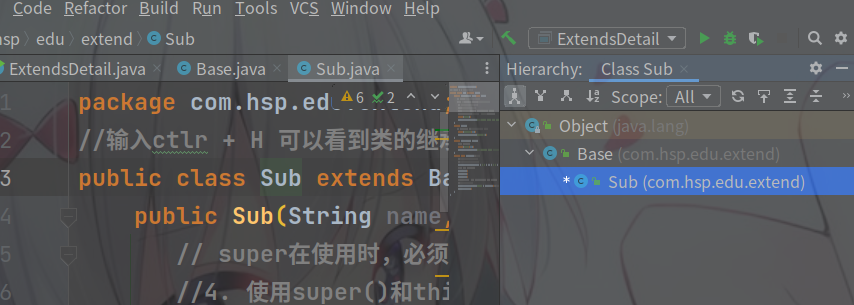 Code Refactor Build Run Tools VCS Window Help
edu extend Sub
ExtendsDetail
ExtendsDetail.java Base.java Sub.java
Hierarchy: Class Sub
Scope: All
Object (java.lang)
Base (com.hsp.edu.extend)
* Sub (com.hsp.edu.extend)
6 2
1 package com.hsp.ed
2 //输入ctlr + H 可以看到类的继
3 public class Sub extends Ba
4 public Sub(String name
5 // super在使用时，必须
6 //4. 使用super()和thi